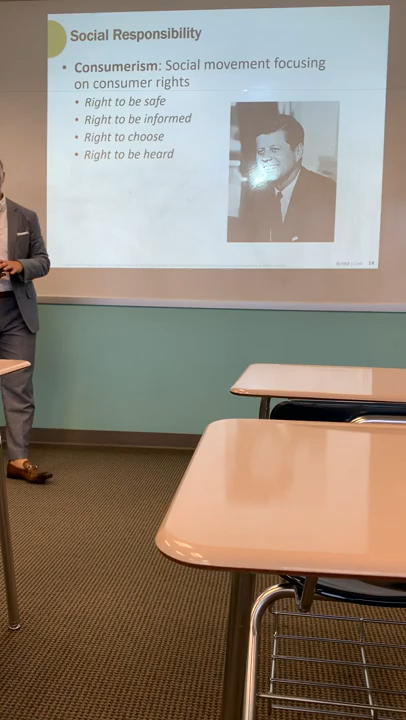 Social Responsibility
• Consumerism: Social movement focusing
on consumer rights
• Right to be safe
• Right to be informed
• Right to choose
• Right to be heard
14